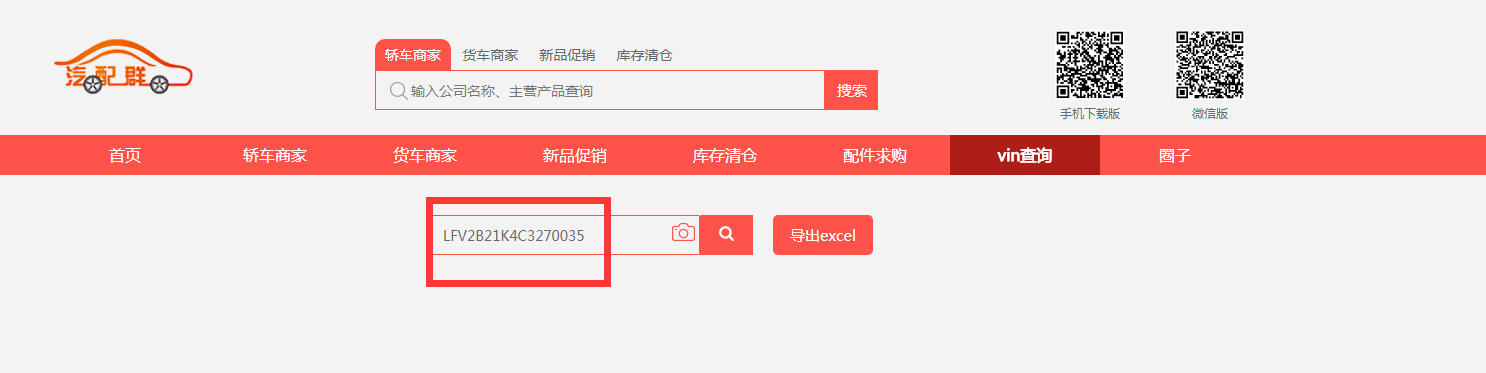 汽配群
轿车商家 货车商家 新品促销 库存清仓
输入公司名称、主营产品查询 搜索
手机下载版 微信版
首页 轿车商家 货车商家 新品促销 库存清仓 配件求购 vin查询 圈子
LFV2B21K4C3270035 导出excel